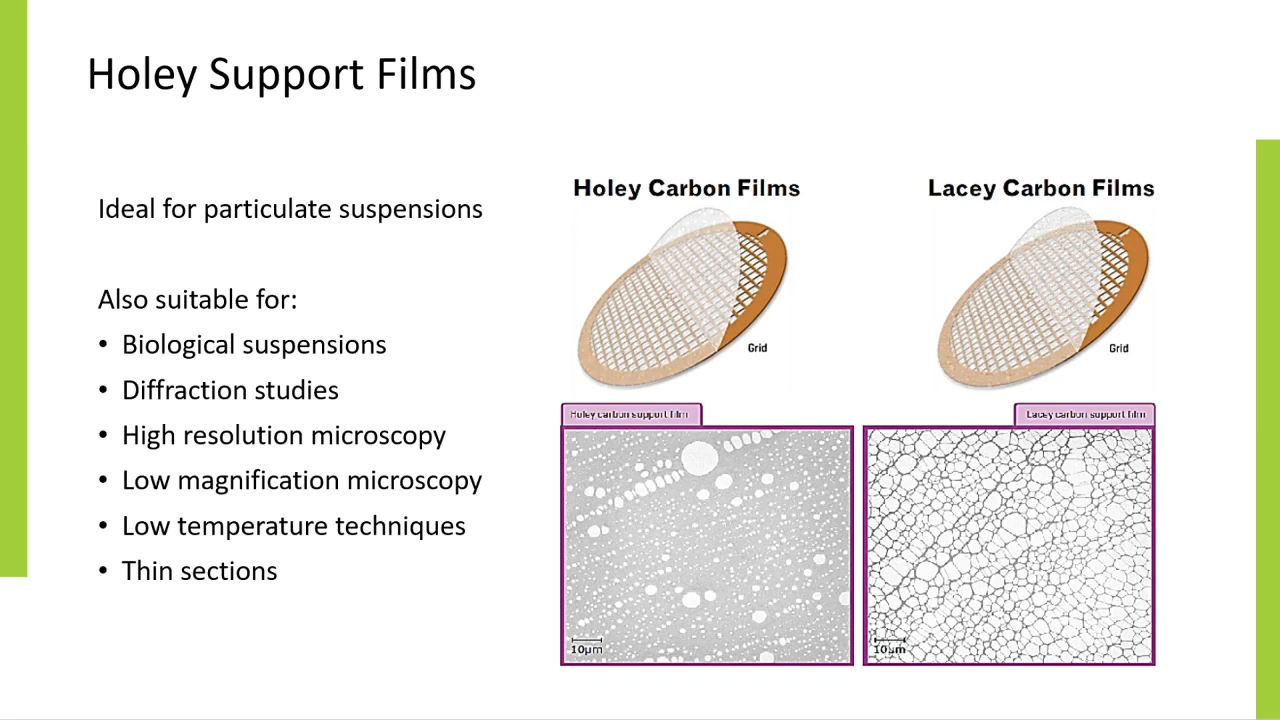 Holey Support Films
Ideal for particulate suspensions
Also suitable for:
• Biological suspensions
• Diffraction studies
• High resolution microscopy
• Low magnification microscopy
• Low temperature techniques
• Thin sections
Holey Carbon Films
Grid
Lacey Carbon Films
Grid
Holey carbon support film
10µm
Lacey carbon support film
10µm